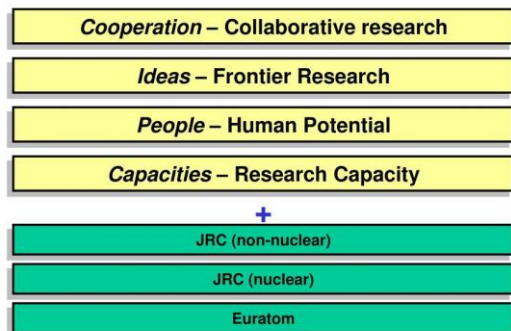 Cooperation – Collaborative research
Ideas – Frontier Research
People – Human Potential
Capacities – Research Capacity
+
JRC (non-nuclear)
JRC (nuclear)
Euratom